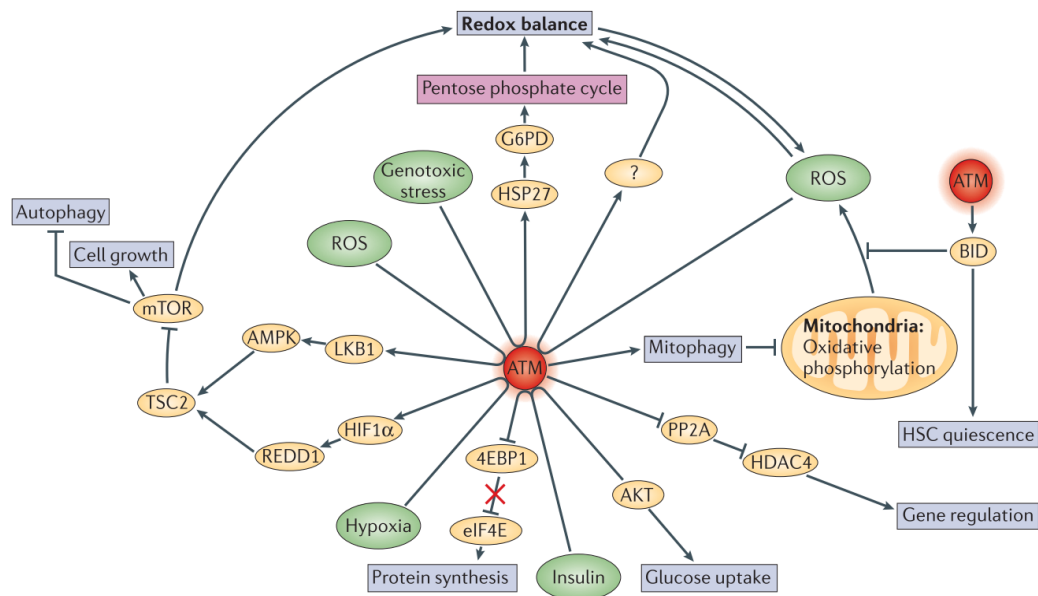 Redox balance
Pentose phosphate cycle
G6PD
Genotoxic
stress
HSP27
?
ROS
ATM
Autophagy
ROS
Cell growth
BID
mTOR
Mitochondria:
Oxidative
phosphorylation
AMPK
LKB1
Mitophagy
ATM
TSC2
HIF1α
PP2A
HSC quiescence
REDD1
4EBP1
HDAC4
AKT
Hypoxia
eIF4E
Gene regulation
Protein synthesis
Insulin
Glucose uptake